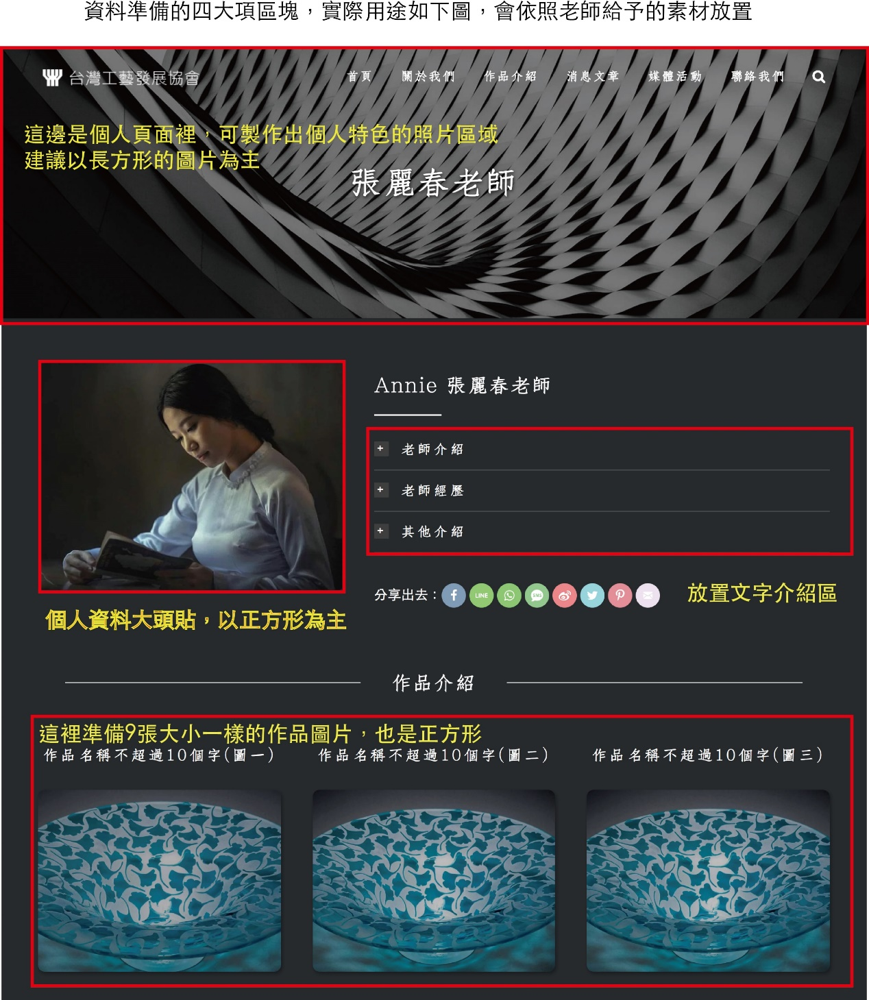 資料準備的四大項區塊，實際用途如下圖，會依照老師給予的素材放置
台灣工藝發展協會
首頁 關於我們 作品介紹 消息文章 媒體活動 聯絡我們
這邊是個人頁面裡，可製作出個人特色的照片區域
建議以長方形的圖片為主
張麗春老師
Annie 張麗春老師
+ 老師介紹
+ 老師經歷
+ 其他介紹
分享出去：
LINE
SMS
放置文字介紹區
個人資料大頭貼，以正方形為主
作品介紹
這裡準備9張大小一樣的作品圖片，也是正方形
作品名稱不超過10個字(圖一)
作品名稱不超過10個字(圖二)
作品名稱不超過10個字(圖三)